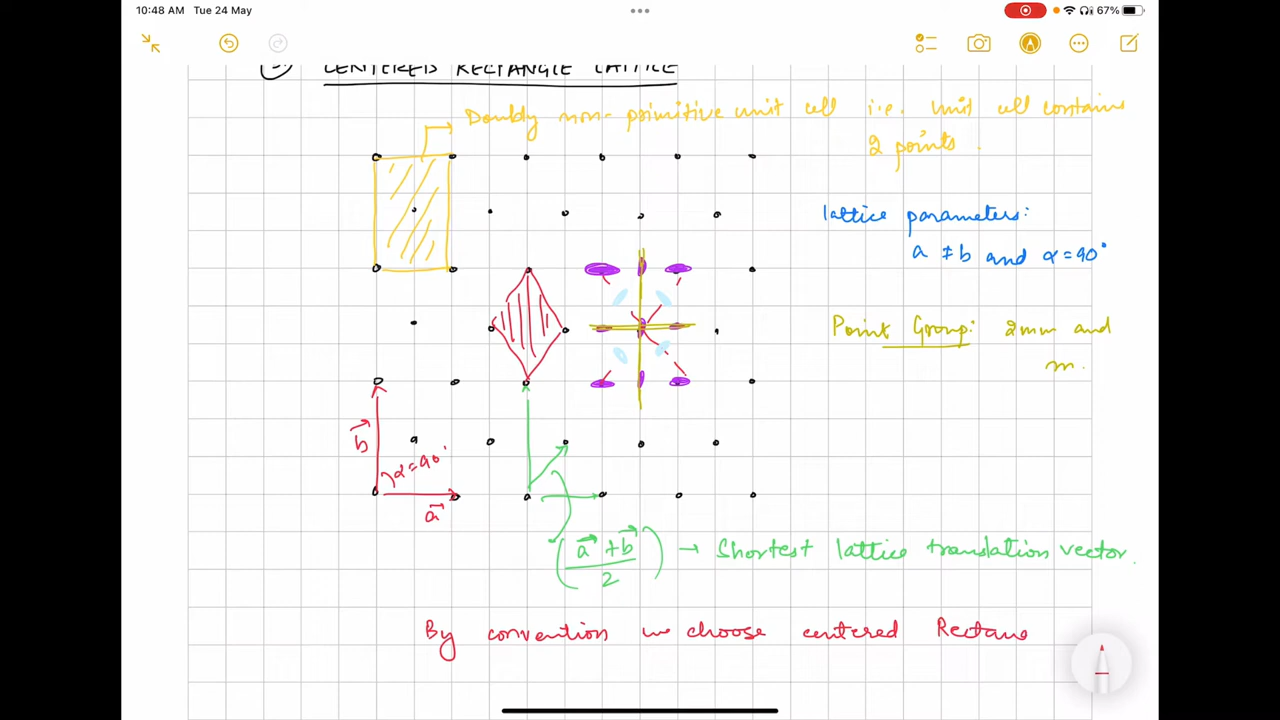 10:48 AM Tue 24 May
67%
CENTERED RECTANGLE LATTICE
Doubly non-primitive unit cell i.e. unit cell contains
2 points.
lattice parameters:
a ≠ b and α=90°
Point Group: 2mm and
m.
b⃗
α=90°
a⃗
(a⃗ + b⃗ / 2) → Shortest lattice translation vector.
By convention we choose centered Rectane